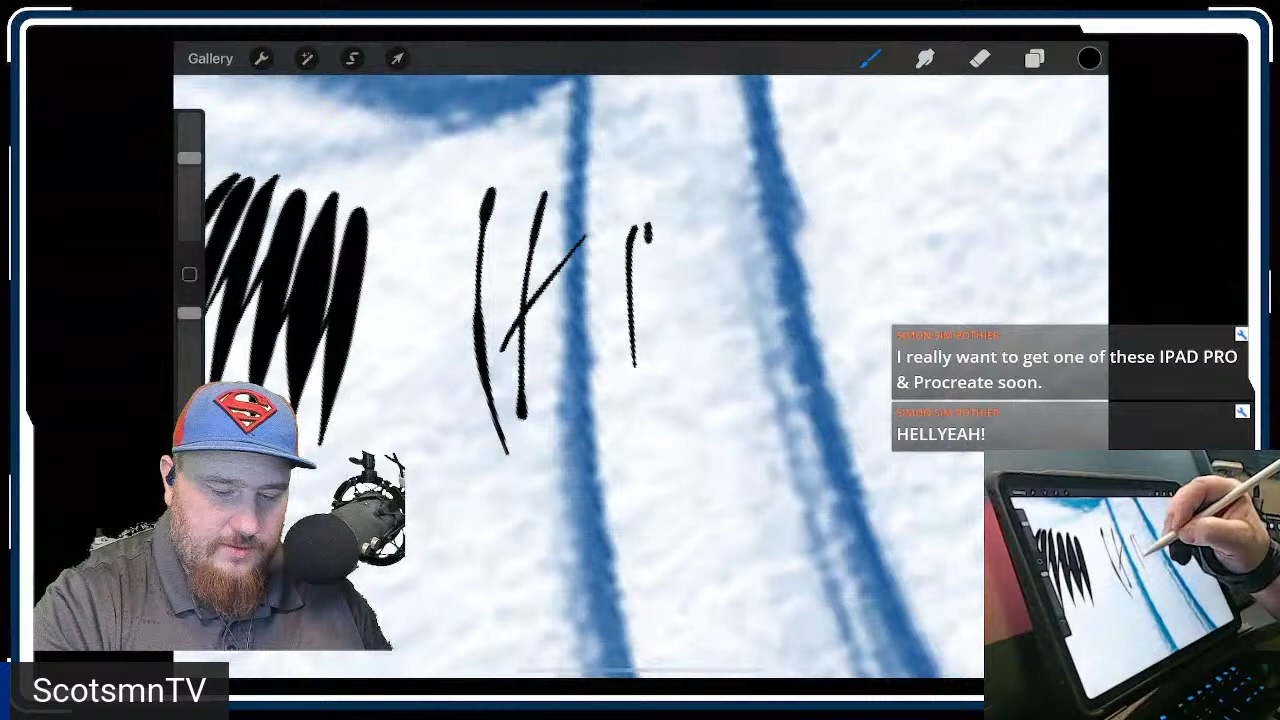 Gallery
SIMON SIM POTHIER
I really want to get one of these IPAD PRO
& Procreate soon.
SIMON SIM POTHIER
HELLYEAH!
ScotsmnTV